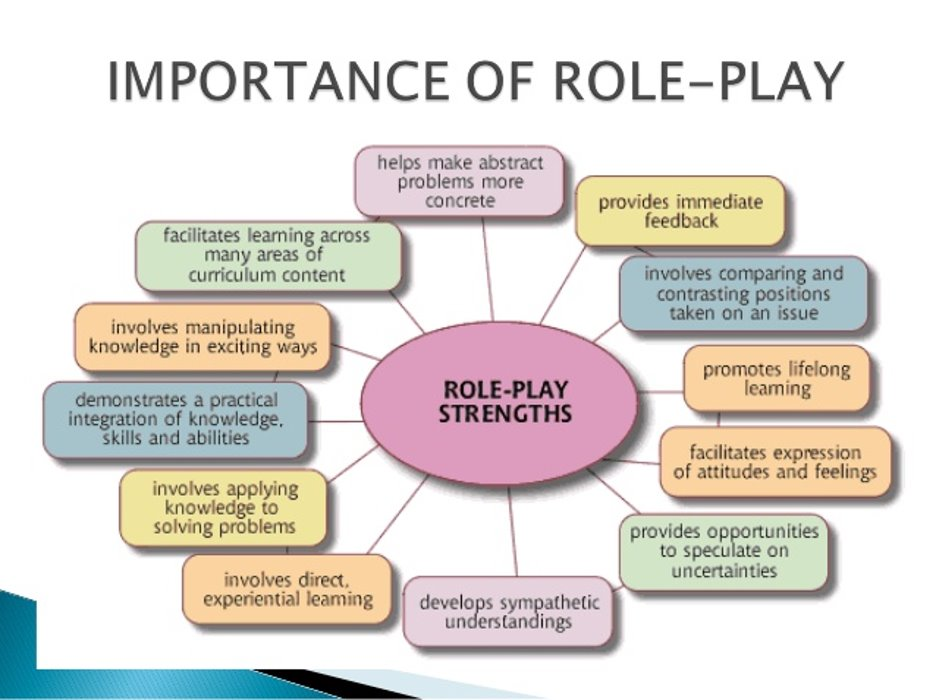 IMPORTANCE OF ROLE-PLAY
helps make abstract
problems more
concrete
provides immediate
feedback
facilitates learning across
many areas of
curriculum content
involves comparing and
contrasting positions
taken on an issue
involves manipulating
knowledge in exciting ways
promotes lifelong
learning
ROLE-PLAY
STRENGTHS
demonstrates a practical
integration of knowledge,
skills and abilities
facilitates expression
of attitudes and feelings
involves applying
knowledge to
solving problems
provides opportunities
to speculate on
uncertainties
involves direct,
experiential learning
develops sympathetic
understandings